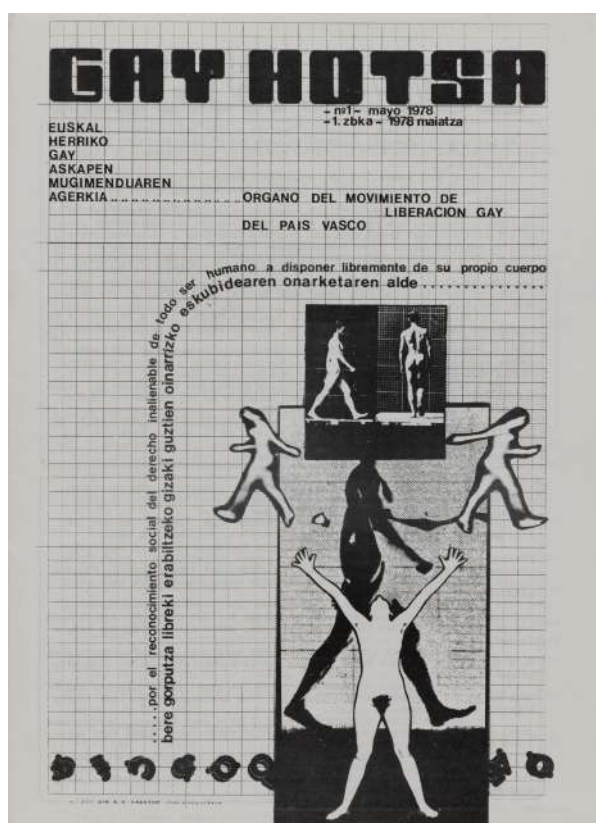 GAY HOTSA
- nº1 - mayo 1978
- 1. zbka - 1978 maiatza
EUSKAL
HERRIKO
GAY
ASKAPEN
MUGIMENDUAREN
AGERKIA .................... ORGANO DEL MOVIMIENTO DE
LIBERACION GAY
DEL PAIS VASCO
.....por el reconocimiento social del derecho inalienable de todo ser humano a disponer libremente de su propio cuerpo
bere gorputza libreki erabiltzeko gizaki guztien oinarrizko eskubidearen onarketaren alde ...............